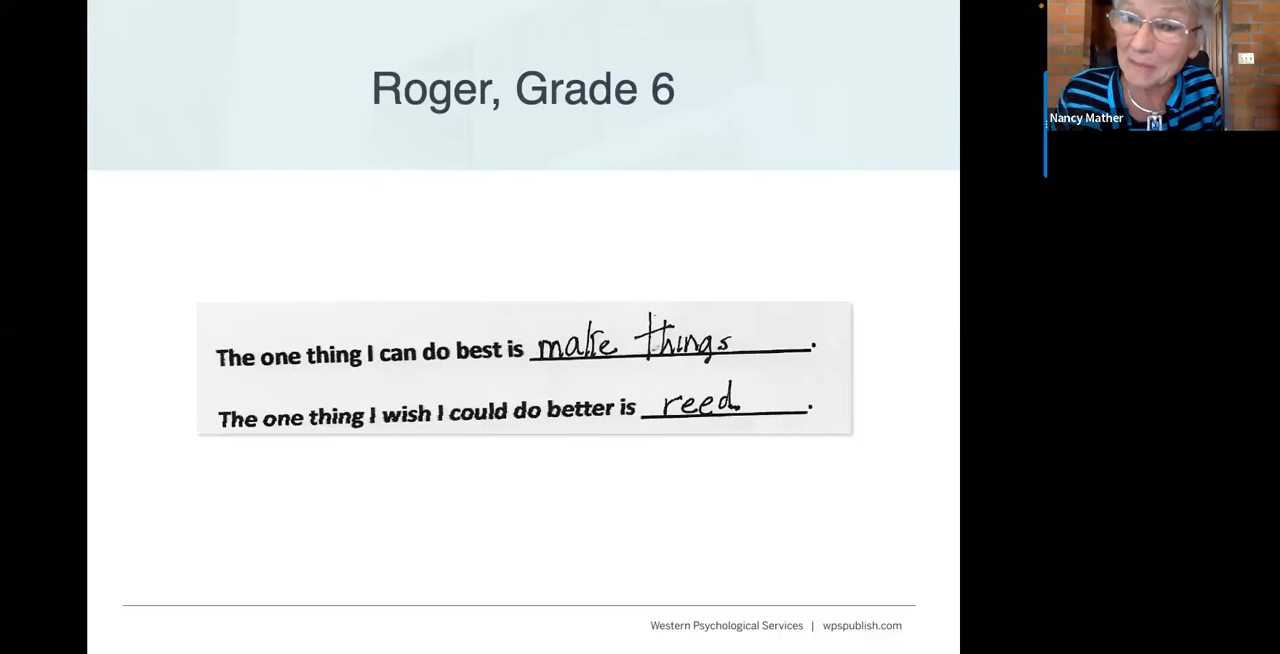 Roger, Grade 6
Nancy Mather
The one thing I can do best is make things.
The one thing I wish I could do better is reed.
Western Psychological Services | wpspublish.com